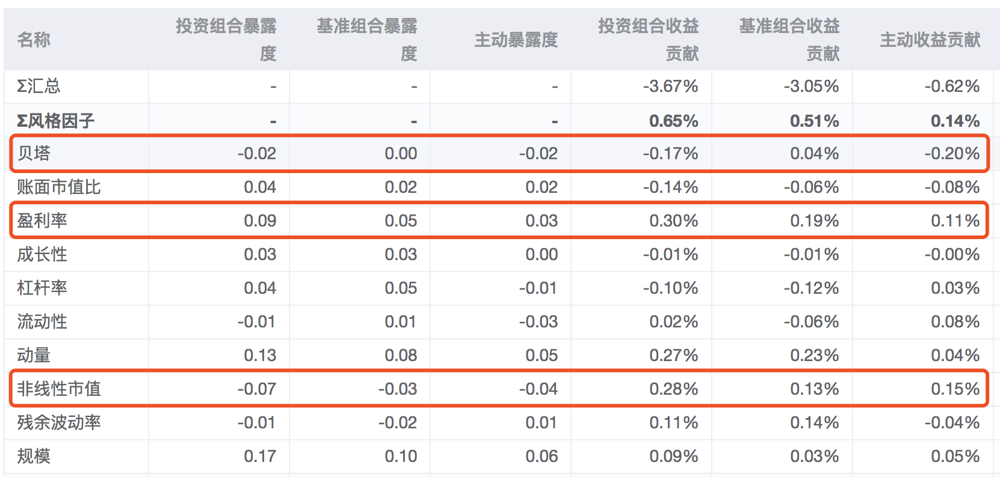 名称 投资组合暴露度 基准组合暴露度 主动暴露度 投资组合收益贡献 基准组合收益贡献 主动收益贡献
Σ汇总 - - - -3.67% -3.05% -0.62%
Σ风格因子 - - - 0.65% 0.51% 0.14%
贝塔 -0.02 0.00 -0.02 -0.17% 0.04% -0.20%
账面市值比 0.04 0.02 0.02 -0.14% -0.06% -0.08%
盈利率 0.09 0.05 0.03 0.30% 0.19% 0.11%
成长性 0.03 0.03 0.00 -0.01% -0.01% -0.00%
杠杆率 0.04 0.05 -0.01 -0.10% -0.12% 0.03%
流动性 -0.01 0.01 -0.03 0.02% -0.06% 0.08%
动量 0.13 0.08 0.05 0.27% 0.23% 0.04%
非线性市值 -0.07 -0.03 -0.04 0.28% 0.13% 0.15%
残余波动率 -0.01 -0.02 0.01 0.11% 0.14% -0.04%
规模 0.17 0.10 0.06 0.09% 0.03% 0.05%